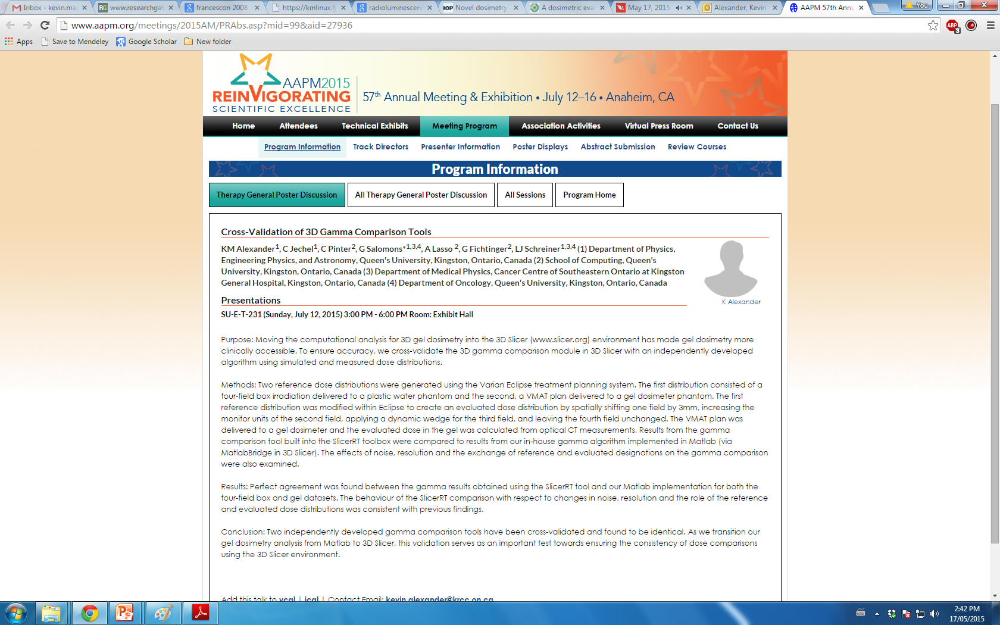 Inbox - kevin.ma
www.researchgat
francescon 2008
https://kmlinux.fj
radioluminescen
IOP Novel dosimetry
A dosimetric eval
May 17, 2015
Alexander, Kevin
AAPM 57th Annu
You
www.aapm.org/meetings/2015AM/PRAbs.asp?mid=99&aid=27936
ABP 3
Apps Save to Mendeley Google Scholar New folder
AAPM2015
REINVIGORATING
SCIENTIFIC EXCELLENCE
57th Annual Meeting & Exhibition • July 12–16 • Anaheim, CA
Home Attendees Technical Exhibits Meeting Program Association Activities Virtual Press Room Contact Us
Program Information Track Directors Presenter Information Poster Displays Abstract Submission Review Courses
Program Information
Therapy General Poster Discussion All Therapy General Poster Discussion All Sessions Program Home
Cross-Validation of 3D Gamma Comparison Tools
KM Alexander1, C Jechel1, C Pinter2, G Salomons*1,3,4, A Lasso 2, G Fichtinger2, LJ Schreiner1,3,4 (1) Department of Physics,
Engineering Physics, and Astronomy, Queen's University, Kingston, Ontario, Canada (2) School of Computing, Queen's
University, Kingston, Ontario, Canada (3) Department of Medical Physics, Cancer Centre of Southeastern Ontario at Kingston
General Hospital, Kingston, Ontario, Canada (4) Department of Oncology, Queen's University, Kingston, Ontario, Canada
K Alexander
Presentations
SU-E-T-231 (Sunday, July 12, 2015) 3:00 PM - 6:00 PM Room: Exhibit Hall
Purpose: Moving the computational analysis for 3D gel dosimetry into the 3D Slicer (www.slicer.org) environment has made gel dosimetry more
clinically accessible. To ensure accuracy, we cross-validate the 3D gamma comparison module in 3D Slicer with an independently developed
algorithm using simulated and measured dose distributions.
Methods: Two reference dose distributions were generated using the Varian Eclipse treatment planning system. The first distribution consisted of a
four-field box irradiation delivered to a plastic water phantom and the second, a VMAT plan delivered to a gel dosimeter phantom. The first
reference distribution was modified within Eclipse to create an evaluated dose distribution by spatially shifting one field by 3mm, increasing the
monitor units of the second field, applying a dynamic wedge for the third field, and leaving the fourth field unchanged. The VMAT plan was
delivered to a gel dosimeter and the evaluated dose in the gel was calculated from optical CT measurements. Results from the gamma
comparison tool built into the SlicerRT toolbox were compared to results from our in-house gamma algorithm implemented in Matlab (via
MatlabBridge in 3D Slicer). The effects of noise, resolution and the exchange of reference and evaluated designations on the gamma comparison
were also examined.
Results: Perfect agreement was found between the gamma results obtained using the SlicerRT tool and our Matlab implementation for both the
four-field box and gel datasets. The behaviour of the SlicerRT comparison with respect to changes in noise, resolution and the role of the reference
and evaluated dose distributions was consistent with previous findings.
Conclusion: Two independently developed gamma comparison tools have been cross-validated and found to be identical. As we transition our
gel dosimetry analysis from Matlab to 3D Slicer, this validation serves as an important test towards ensuring the consistency of dose comparisons
using the 3D Slicer environment.
Add this talk to vcal | ical | Contact Email: kevin.alexander@krcc.on.ca
2:42 PM
17/05/2015